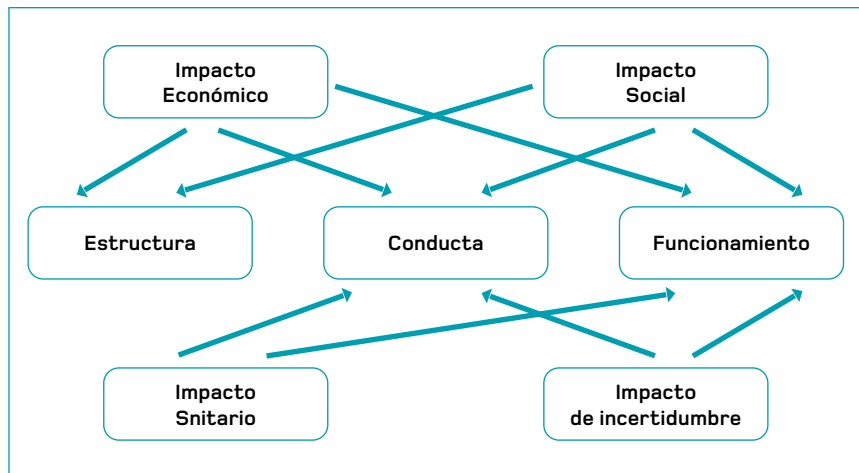 Impacto
Económico
Impacto
Social
Estructura
Conducta
Funcionamiento
Impacto
Snitario
Impacto
de incertidumbre